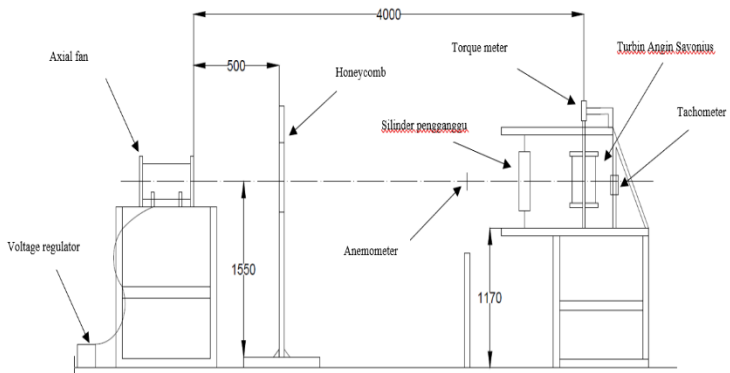 4000
Axial fan
500
Honeycomb
Torque meter
Turbin Angin Savonius
Silinder pengganggu
Tachometer
Voltage regulator
1550
Anemometer
1170